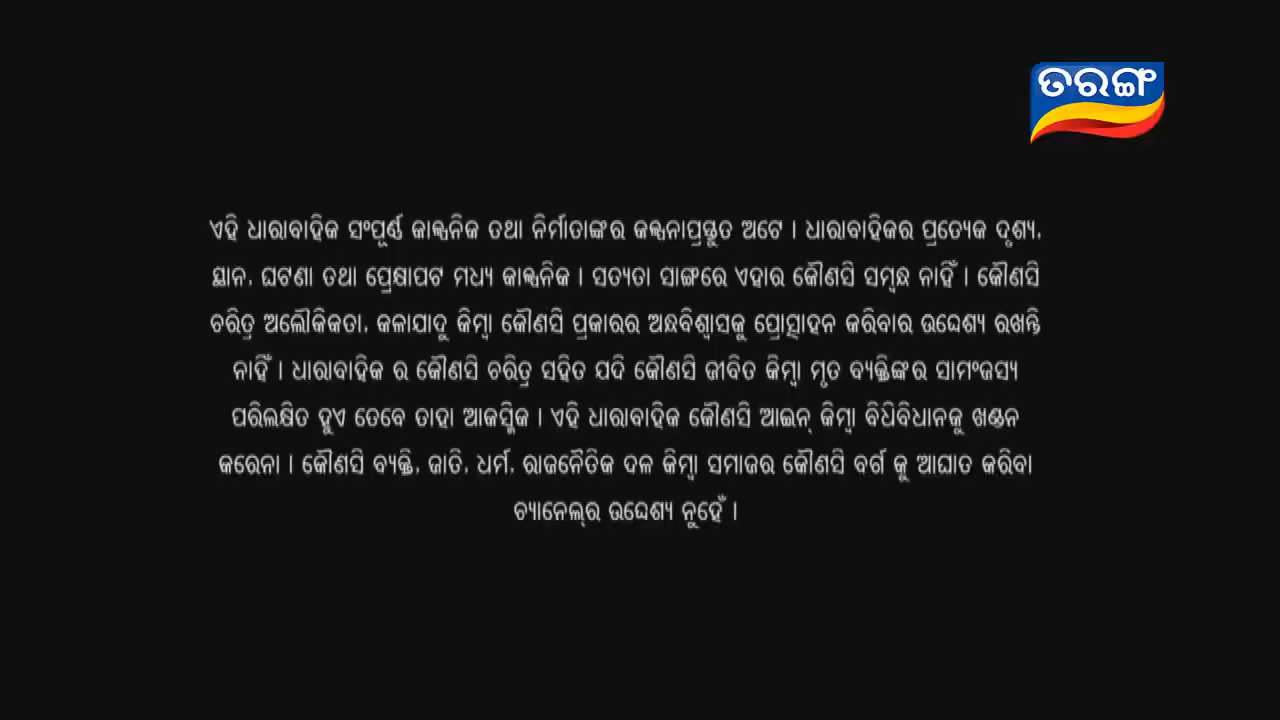 ତରଙ୍ଗ
ଏହି ଧାରାବାହିକ ସଂପୂର୍ଣ୍ଣ କାଳ୍ପନିକ ତଥା ନିର୍ମାତାଙ୍କର କଳ୍ପନାପ୍ରସୂତ ଅଟେ । ଧାରାବାହିକର ପ୍ରତ୍ୟେକ ଦୃଶ୍ୟ,
ସ୍ଥାନ, ଘଟଣା ତଥା ପ୍ରେକ୍ଷାପଟ ମଧ୍ୟ କାଳ୍ପନିକ । ସତ୍ୟତା ସାଙ୍ଗରେ ଏହାର କୌଣସି ସମ୍ବନ୍ଧ ନାହିଁ । କୌଣସି
ଚରିତ୍ର ଅଲୌକିକତା, କଳାଯାଦୁ କିମ୍ବା କୌଣସି ପ୍ରକାରର ଅନ୍ଧବିଶ୍ୱାସକୁ ପ୍ରୋତ୍ସାହନ କରିବାର ଉଦ୍ଦେଶ୍ୟ ରଖନ୍ତି
ନାହିଁ । ଧାରାବାହିକ ର କୌଣସି ଚରିତ୍ର ସହିତ ଯଦି କୌଣସି ଜୀବିତ କିମ୍ବା ମୃତ ବ୍ୟକ୍ତିଙ୍କର ସାମଂଜସ୍ୟ
ପରିଲକ୍ଷିତ ହୁଏ ତେବେ ତାହା ଆକସ୍ମିକ । ଏହି ଧାରାବାହିକ କୌଣସି ଆଇନ୍ କିମ୍ବା ବିଧିବିଧାନକୁ ଖଣ୍ଡନ
କରେନା । କୌଣସି ବ୍ୟକ୍ତି, ଜାତି, ଧର୍ମ, ରାଜନୈତିକ ଦଳ କିମ୍ବା ସମାଜର କୌଣସି ବର୍ଗ କୁ ଆଘାତ କରିବା
ଚ୍ୟାନେଲ୍‌ର ଉଦ୍ଦେଶ୍ୟ ନୁହେଁ ।